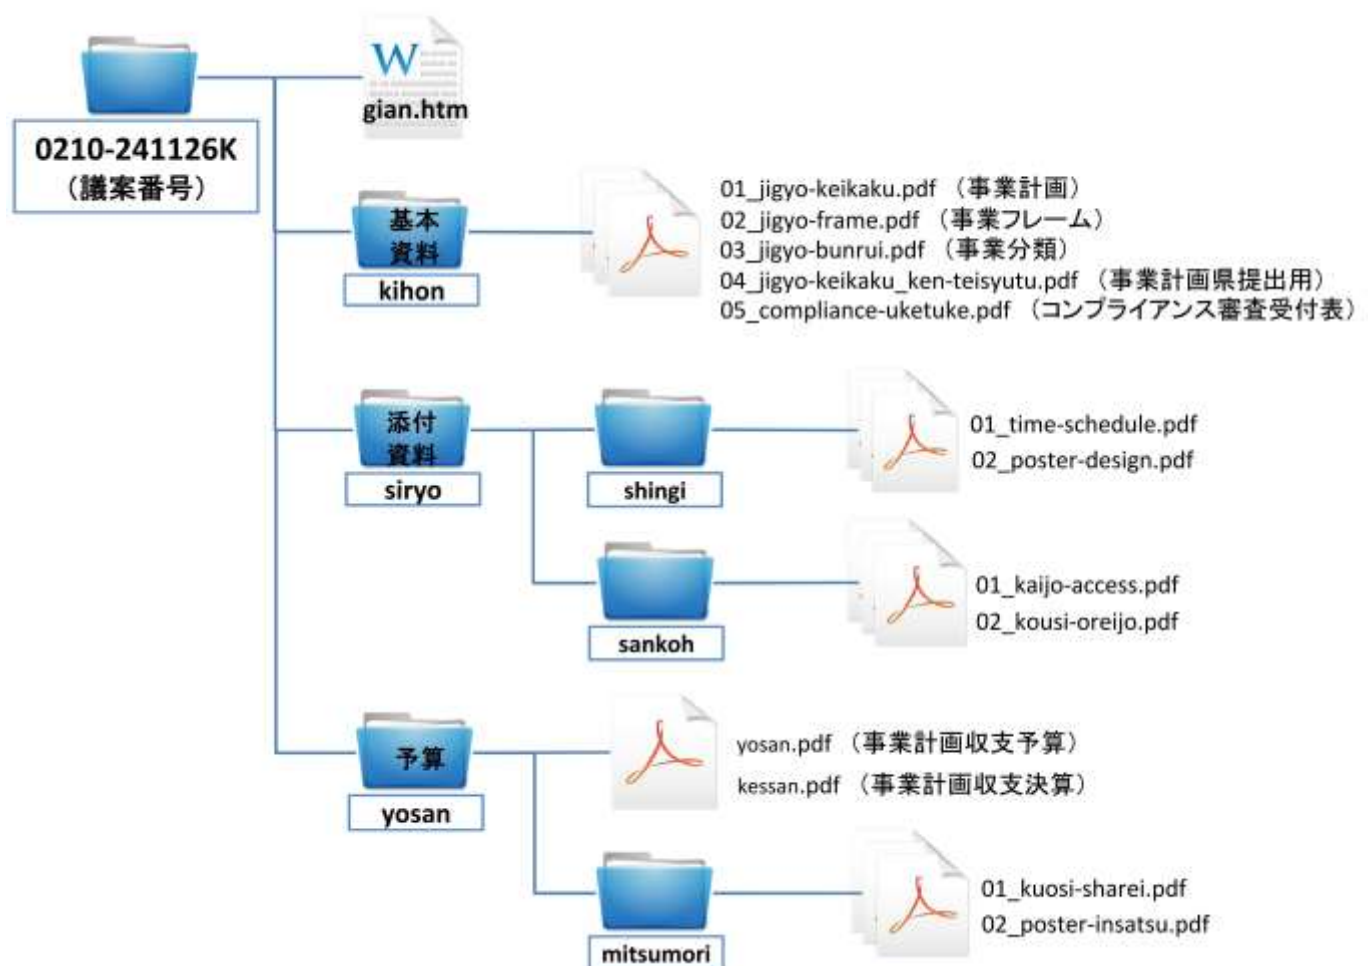 W
gian.htm
0210-241126K
（議案番号）
基本
資料
kihon
01_jigyo-keikaku.pdf （事業計画）
02_jigyo-frame.pdf （事業フレーム）
03_jigyo-bunrui.pdf （事業分類）
04_jigyo-keikaku_ken-teisyutu.pdf （事業計画県提出用）
05_compliance-uketuke.pdf （コンプライアンス審査受付表）
添付
資料
siryo
shingi
01_time-schedule.pdf
02_poster-design.pdf
sankoh
01_kaijo-access.pdf
02_kousi-oreijo.pdf
予算
yosan
yosan.pdf （事業計画収支予算）
kessan.pdf （事業計画収支決算）
mitsumori
01_kuosi-sharei.pdf
02_poster-insatsu.pdf